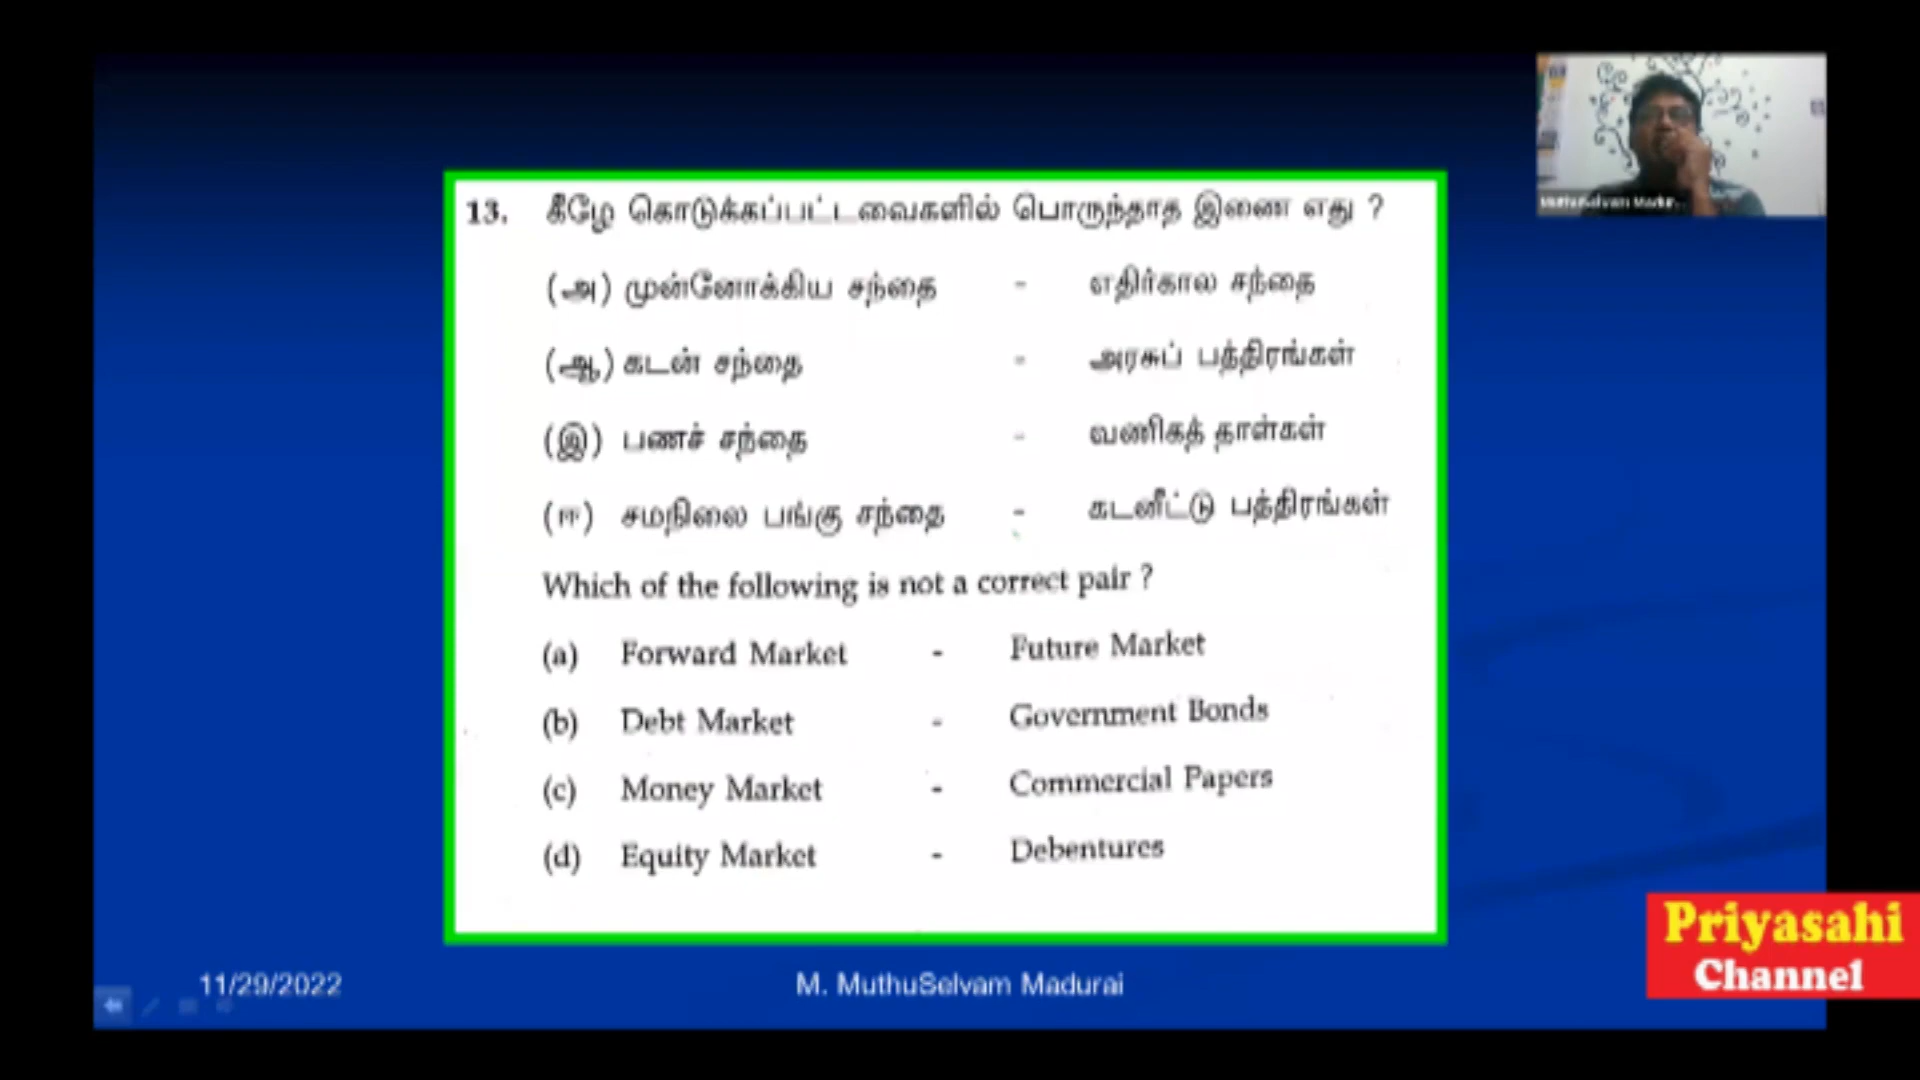 13. கீழே கொடுக்கப்பட்டவைகளில் பொருந்தாத இணை எது ?
(அ) முன்னோக்கிய சந்தை - எதிர்கால சந்தை
(ஆ) கடன் சந்தை - அரசுப் பத்திரங்கள்
(இ) பணச் சந்தை - வணிகத் தாள்கள்
(ஈ) சமநிலை பங்கு சந்தை - கடனீட்டு பத்திரங்கள்
Which of the following is not a correct pair ?
(a) Forward Market - Future Market
(b) Debt Market - Government Bonds
(c) Money Market - Commercial Papers
(d) Equity Market - Debentures
11/29/2022
M. MuthuSelvam Madurai
Priyasahi
Channel